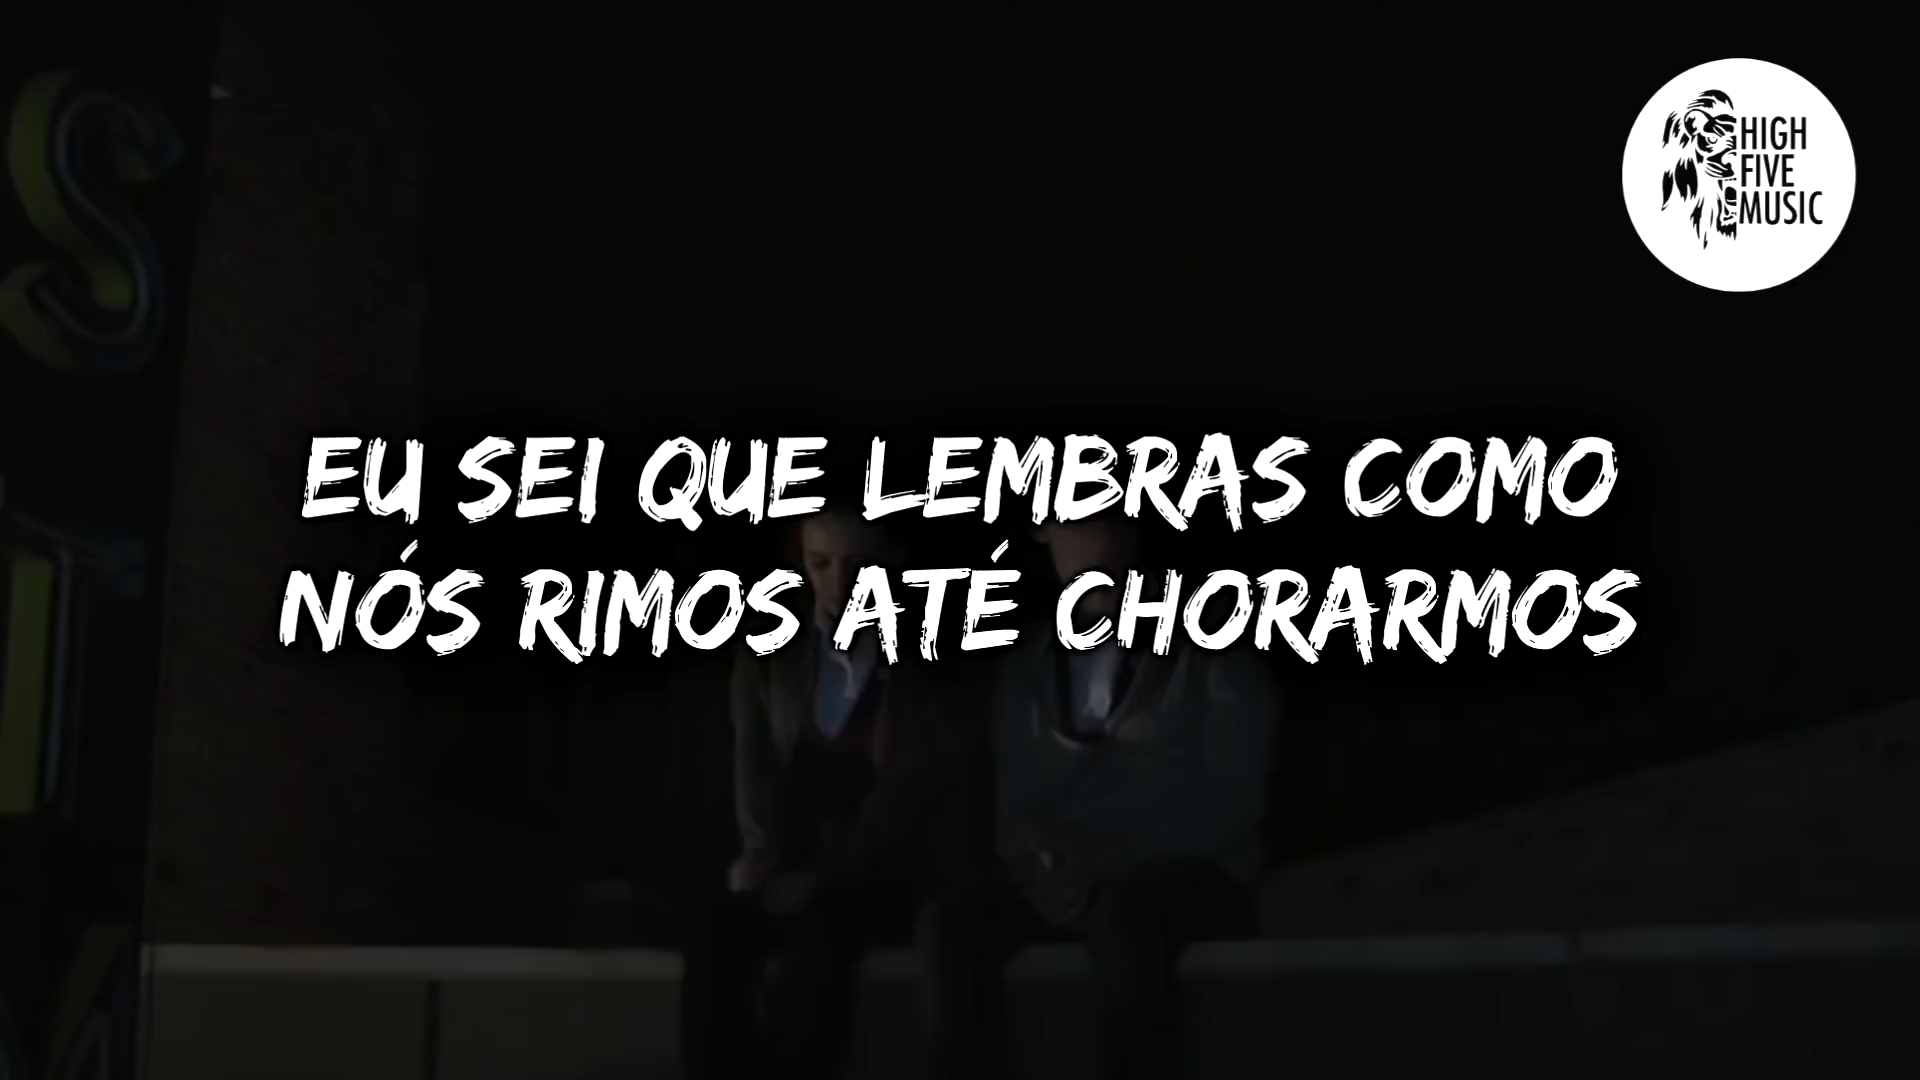 HIGH
FIVE
MUSIC
EU SEI QUE LEMBRAS COMO
NÓS RIMOS ATÉ CHORARMOS